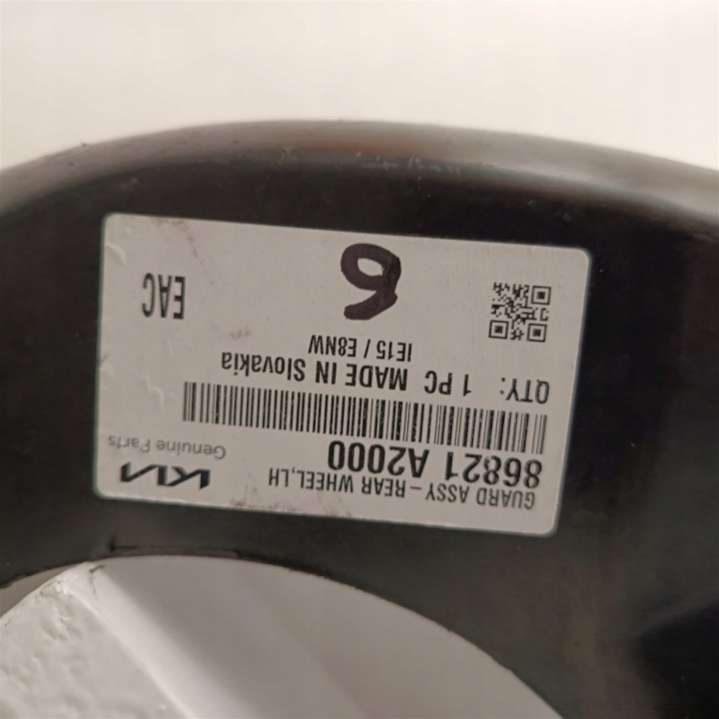 GUARD ASSY-REAR WHEEL,LH
86821 A2000
KIA
Genuine Parts
QTY: 1 PC MADE IN Slovakia
IE15 / E8NW
EAC